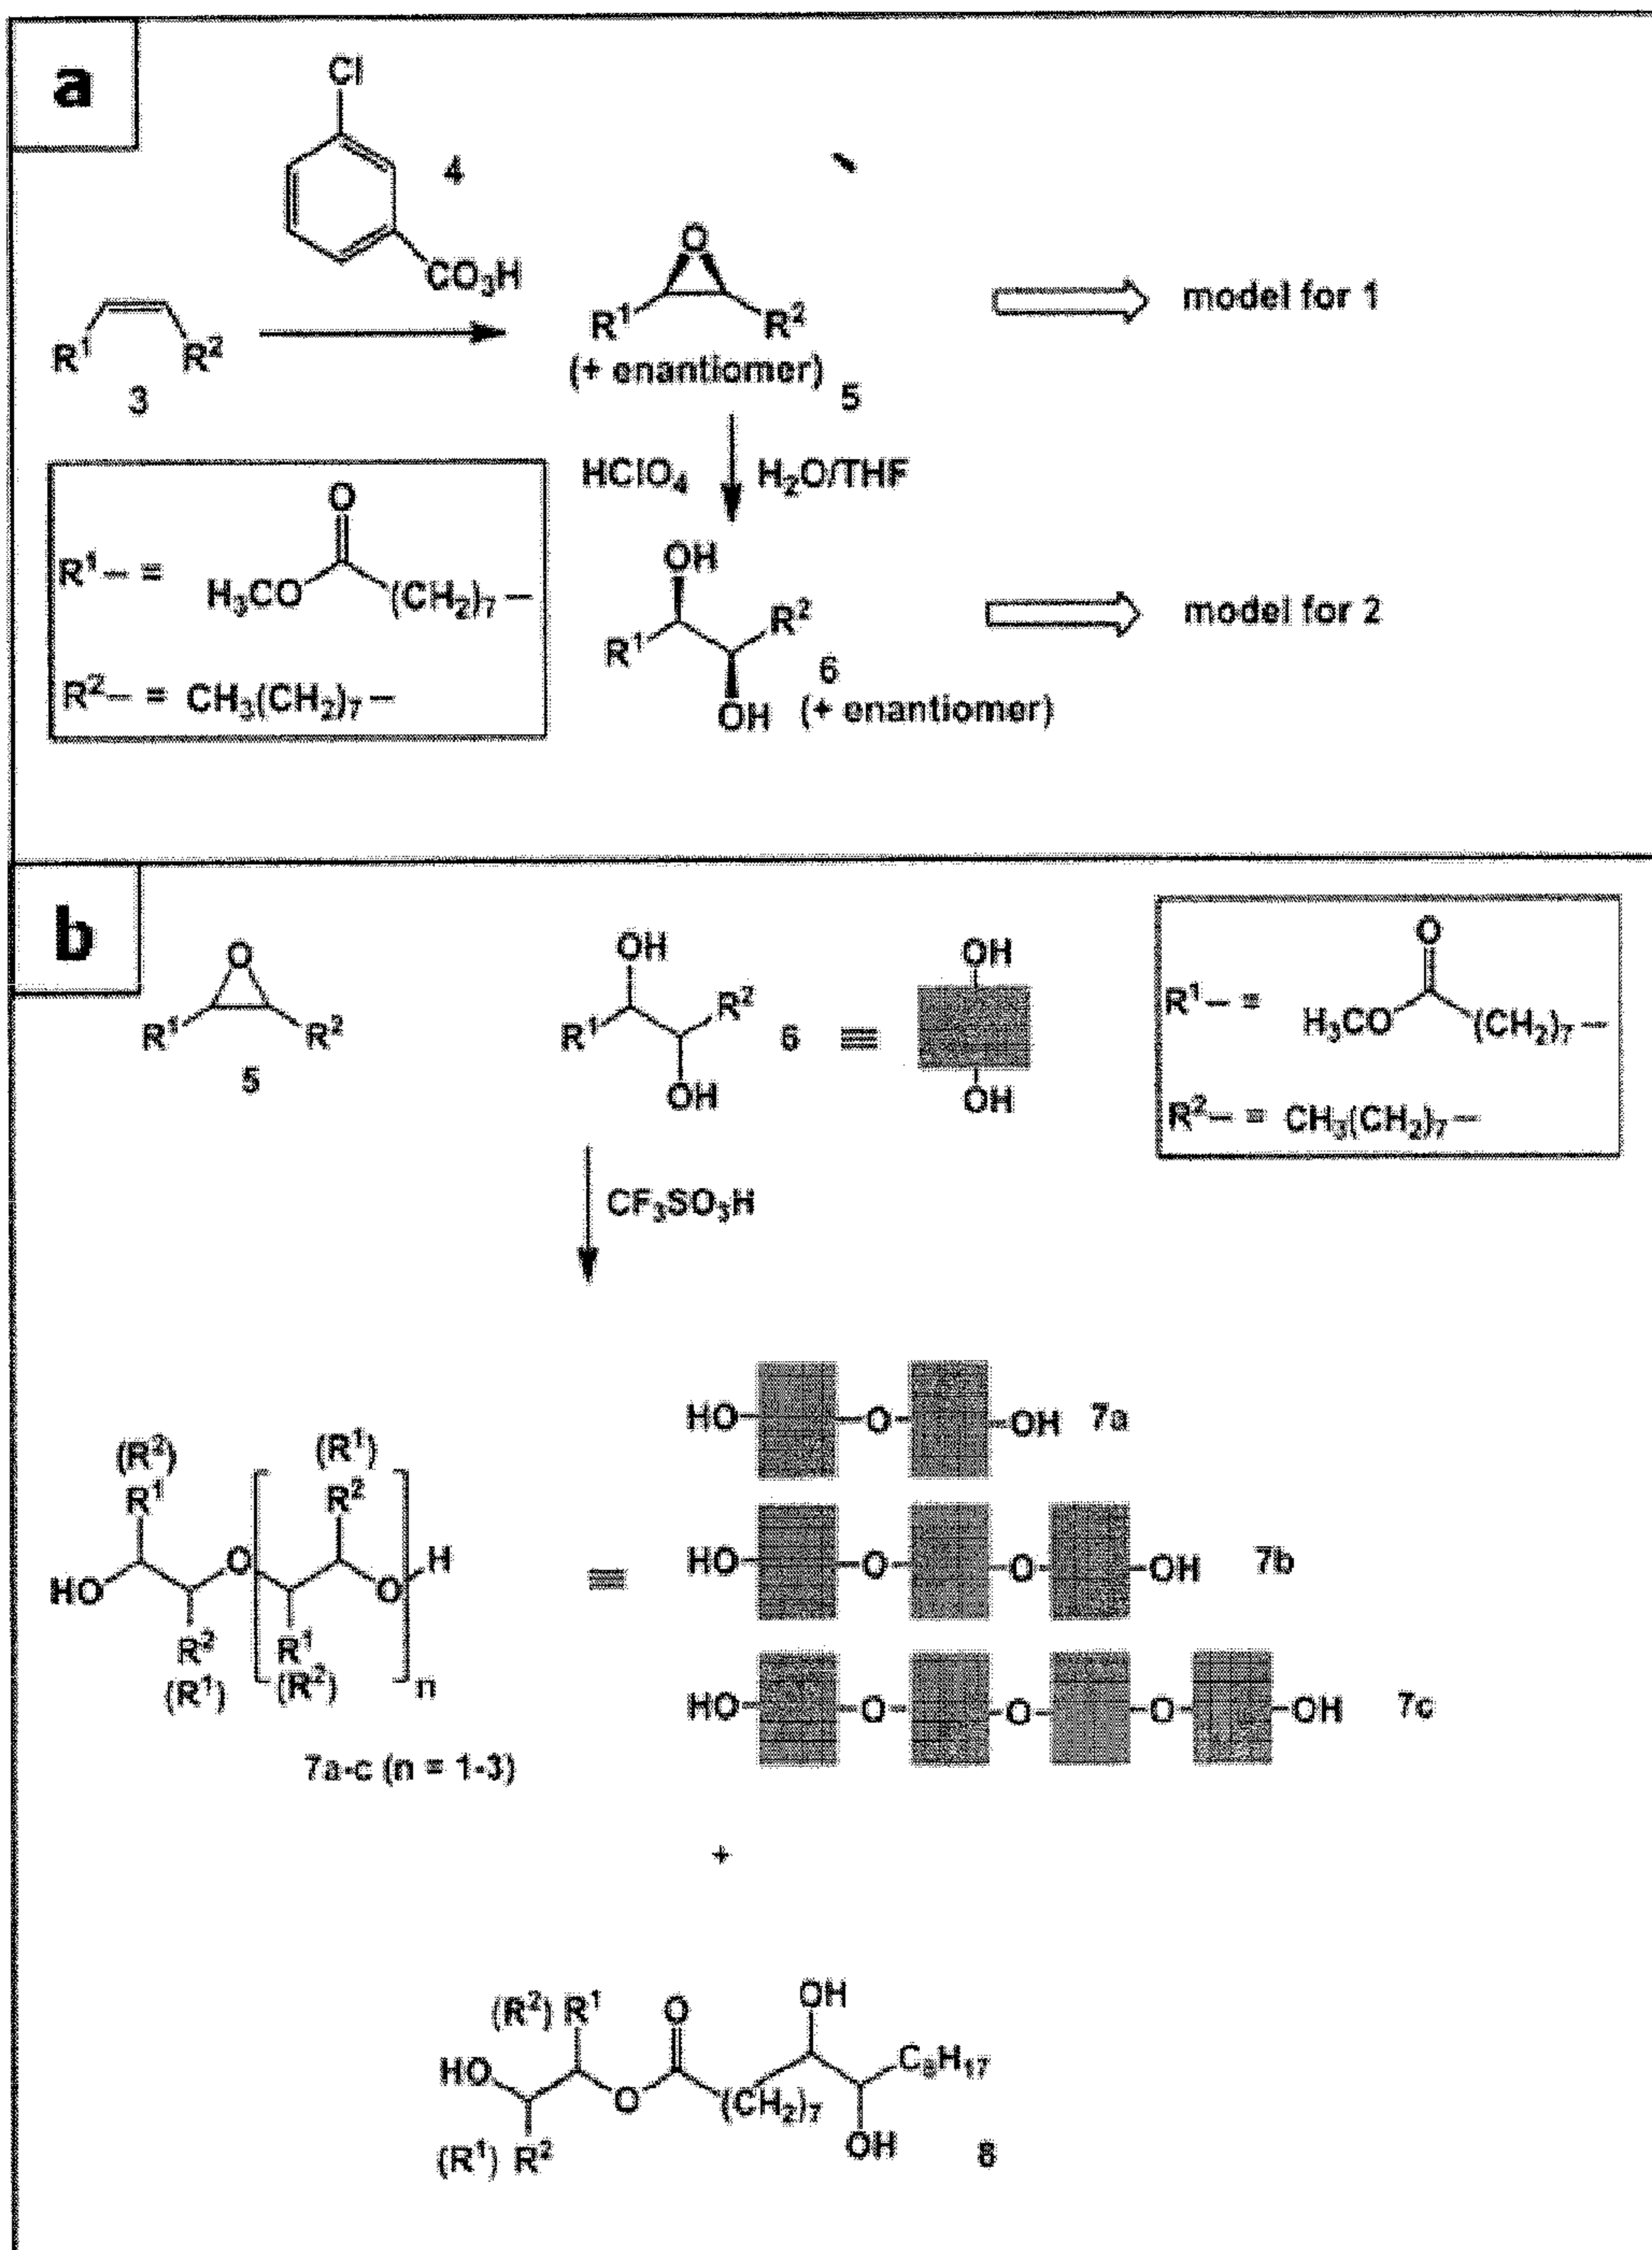 a
Cl
4
CO₃H
R¹ R²
3
O
R¹ R²
(+ enantiomer) 5
model for 1
HClO₄ H₂O/THF
R¹– ≡
O
H₃CO (CH₂)₇–
R²– = CH₃(CH₂)₇–
OH
R¹ R²
OH
6
(+ enantiomer)
model for 2
b
O
R¹ R²
5
OH
R¹ R²
OH
6 ≡
OH
OH
R¹– =
O
H₃CO (CH₂)₇–
R²– = CH₃(CH₂)₇–
CF₃SO₃H
(R²) (R¹)
R¹ R²
HO O O H
R² R¹
(R¹) (R²) n
7a-c (n = 1-3)
≡
HO O OH 7a
HO O O OH 7b
HO O O O OH 7c
+
(R²) R¹ O OH
HO O (CH₂)₇ C₈H₁₇
(R¹) R² OH
8